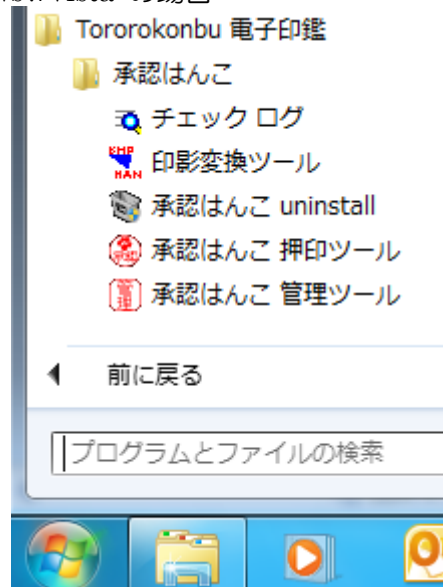 Tororokonbu 電子印鑑
承認はんこ
チェック ログ
印影変換ツール
承認はんこ uninstall
承認はんこ 押印ツール
承認はんこ 管理ツール
前に戻る
プログラムとファイルの検索